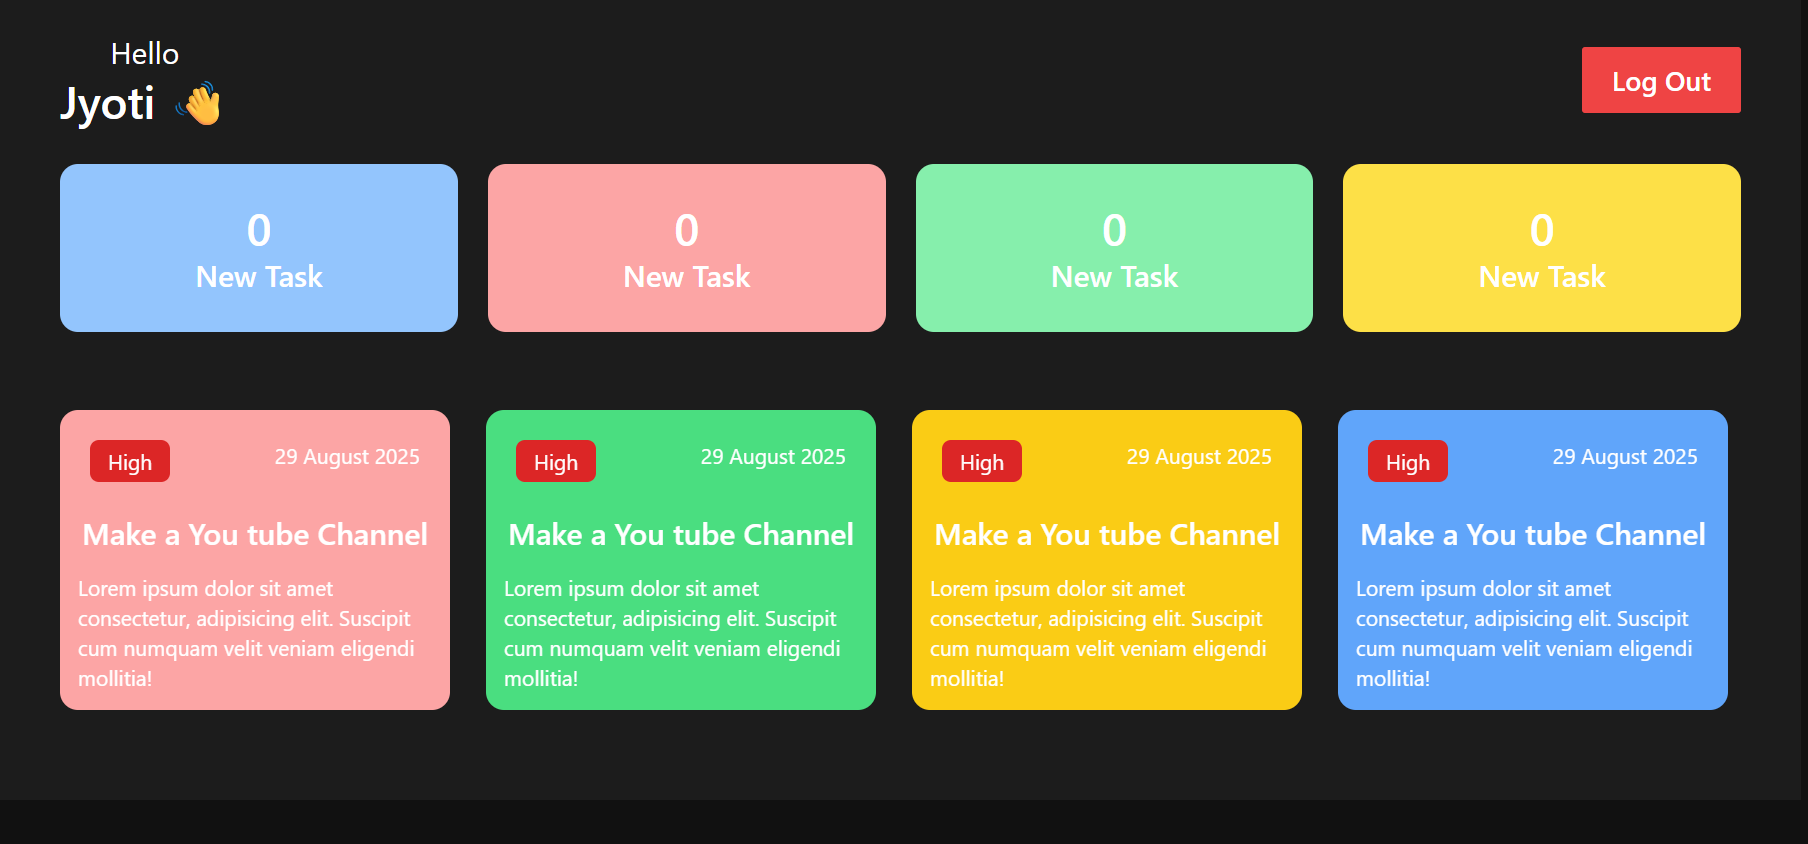 Hello
Jyoti 👋
Log Out
0
New Task
0
New Task
0
New Task
0
New Task
High
29 August 2025
Make a You tube Channel
Lorem ipsum dolor sit amet
consectetur, adipisicing elit. Suscipit
cum numquam velit veniam eligendi
mollitia!
High
29 August 2025
Make a You tube Channel
Lorem ipsum dolor sit amet
consectetur, adipisicing elit. Suscipit
cum numquam velit veniam eligendi
mollitia!
High
29 August 2025
Make a You tube Channel
Lorem ipsum dolor sit amet
consectetur, adipisicing elit. Suscipit
cum numquam velit veniam eligendi
mollitia!
High
29 August 2025
Make a You tube Channel
Lorem ipsum dolor sit amet
consectetur, adipisicing elit. Suscipit
cum numquam velit veniam eligendi
mollitia!